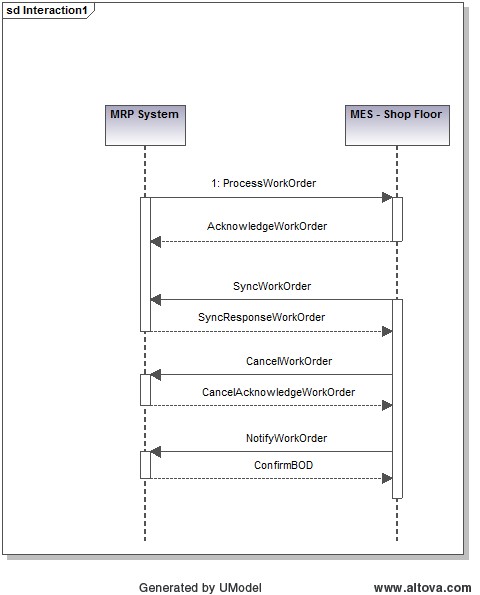 sd Interaction1
MRP System
MES - Shop Floor
1: ProcessWorkOrder
AcknowledgeWorkOrder
SyncWorkOrder
SyncResponseWorkOrder
CancelWorkOrder
CancelAcknowledgeWorkOrder
NotifyWorkOrder
ConfirmBOD
Generated by UModel
www.altova.com